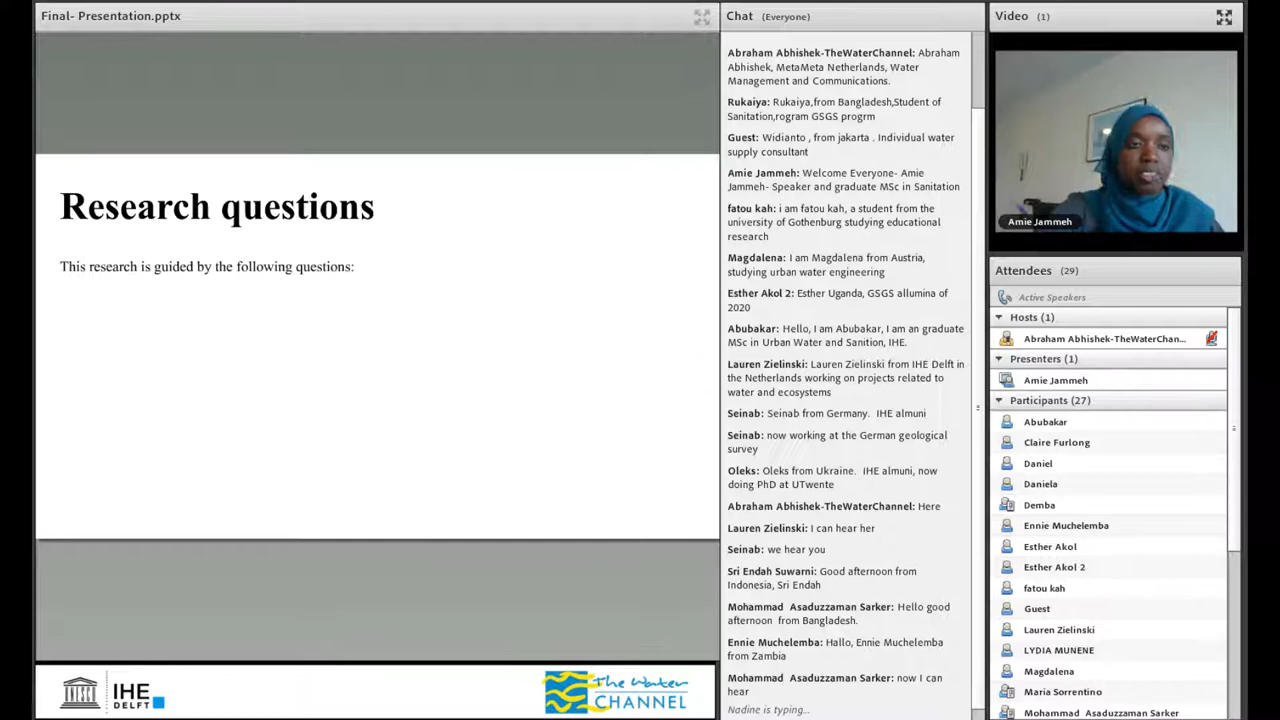 Final- Presentation.pptx
Research questions
This research is guided by the following questions:
IHE
DELFT
The Water
CHANNEL
Chat (Everyone)
Abraham Abhishek-TheWaterChannel: Abraham
Abhishek, MetaMeta Netherlands, Water
Management and Communications.
Rukaiya: Rukaiya,from Bangladesh,Student of
Sanitation,rogram GSGS progrm
Guest: Widianto , from jakarta . Individual water
supply consultant
Amie Jammeh: Welcome Everyone- Amie
Jammeh- Speaker and graduate MSc in Sanitation
fatou kah: i am fatou kah, a student from the
university of Gothenburg studying educational
research
Magdalena: I am Magdalena from Austria,
studying urban water engineering
Esther Akol 2: Esther Uganda, GSGS allumina of
2020
Abubakar: Hello, I am Abubakar, I am an graduate
MSc in Urban Water and Sanition, IHE.
Lauren Zielinski: Lauren Zielinski from IHE Delft in
the Netherlands working on projects related to
water and ecosystems
Seinab: Seinab from Germany. IHE almuni
Seinab: now working at the German geological
survey
Oleks: Oleks from Ukraine. IHE almuni, now
doing PhD at UTwente
Abraham Abhishek-TheWaterChannel: Here
Lauren Zielinski: I can hear her
Seinab: we hear you
Sri Endah Suwarni: Good afternoon from
Indonesia, Sri Endah
Mohammad Asaduzzaman Sarker: Hello good
afternoon from Bangladesh.
Ennie Muchelemba: Hallo, Ennie Muchelemba
from Zambia
Mohammad Asaduzzaman Sarker: now I can
hear
Nadine is typing...
Video (1)
Amie Jammeh
Attendees (29)
Active Speakers
Hosts (1)
Abraham Abhishek-TheWaterChan...
Presenters (1)
Amie Jammeh
Participants (27)
Abubakar
Claire Furlong
Daniel
Daniela
Demba
Ennie Muchelemba
Esther Akol
Esther Akol 2
fatou kah
Guest
Lauren Zielinski
LYDIA MUNENE
Magdalena
Maria Sorrentino
Mohammad Asaduzzaman Sarker